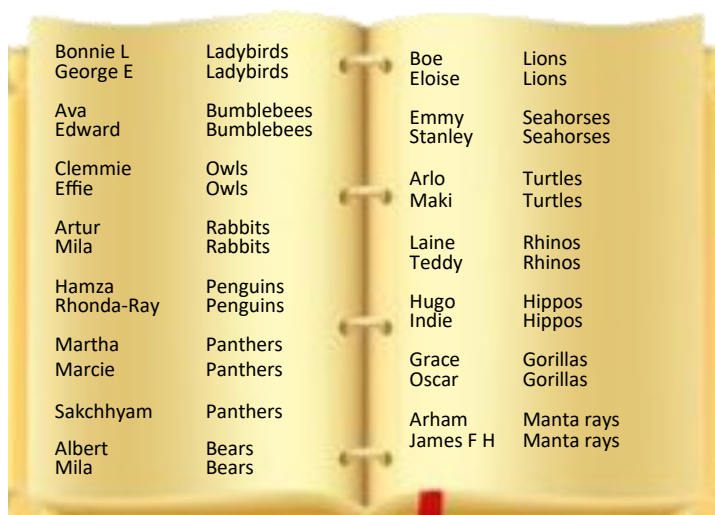 Bonnie L Ladybirds
George E Ladybirds
Ava Bumblebees
Edward Bumblebees
Clemmie Owls
Effie Owls
Artur Rabbits
Mila Rabbits
Hamza Penguins
Rhonda-Ray Penguins
Martha Panthers
Marcie Panthers
Sakchhyam Panthers
Albert Bears
Mila Bears
Boe Lions
Eloise Lions
Emmy Seahorses
Stanley Seahorses
Arlo Turtles
Maki Turtles
Laine Rhinos
Teddy Rhinos
Hugo Hippos
Indie Hippos
Grace Gorillas
Oscar Gorillas
Arham Manta rays
James F H Manta rays